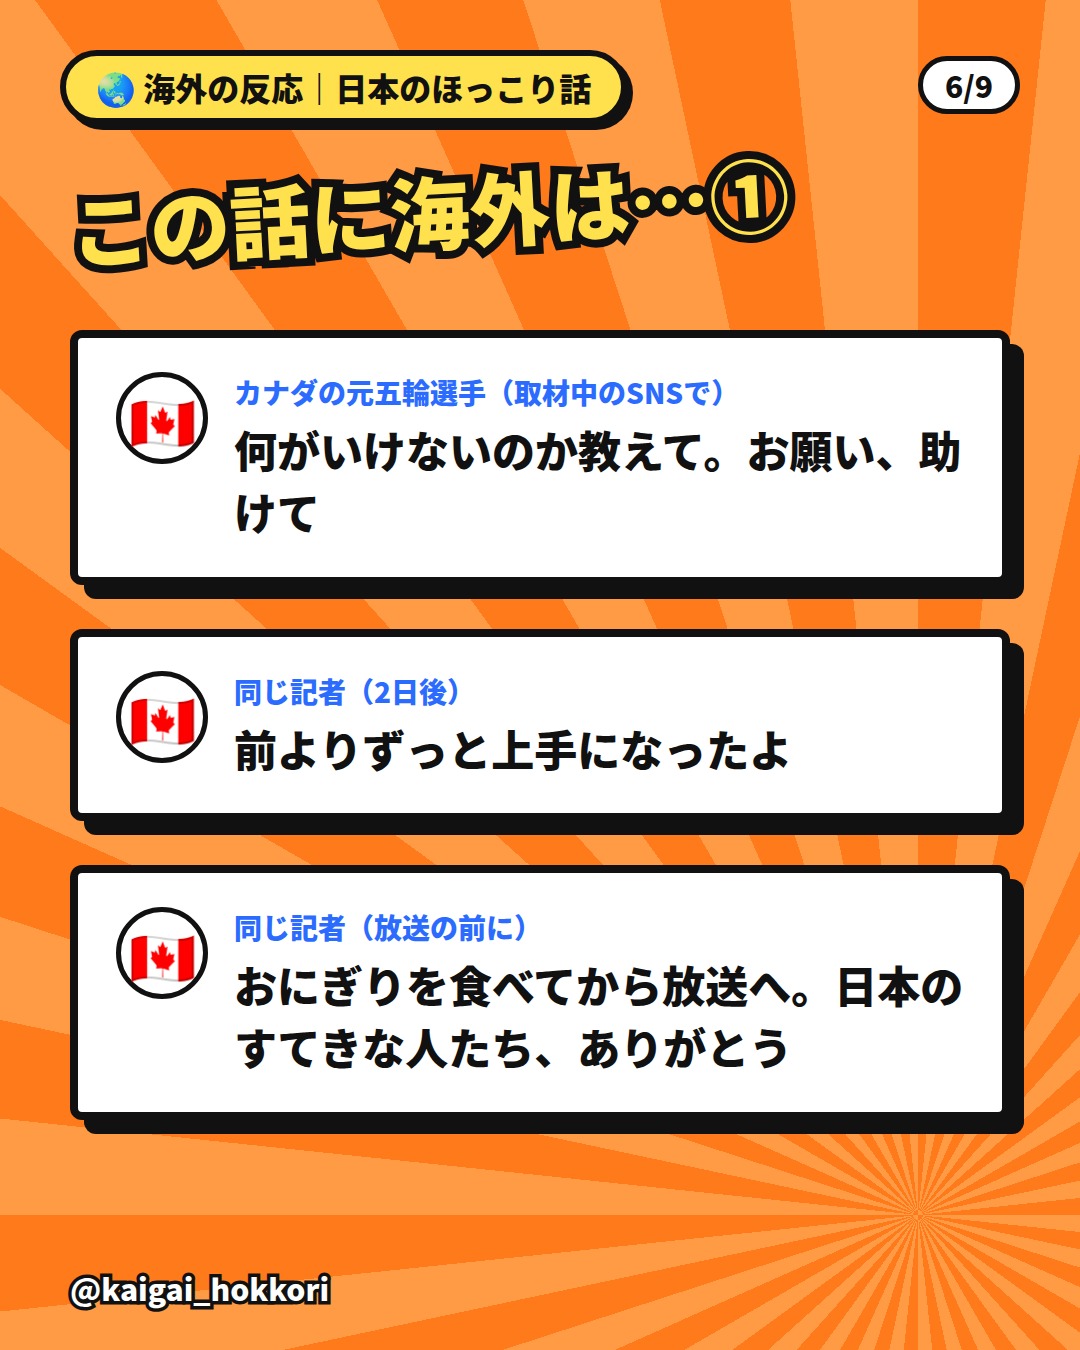 🌏 海外の反応｜日本のほっこり話
6/9
この話に海外は…①
カナダの元五輪選手（取材中のSNSで）
何がいけないのか教えて。お願い、助
けて
同じ記者（2日後）
前よりずっと上手になったよ
同じ記者（放送の前に）
おにぎりを食べてから放送へ。日本の
すてきな人たち、ありがとう
@kaigai_hokkori